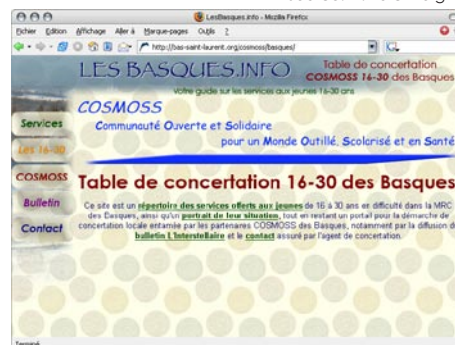 LesBasques.info - Mozilla Firefox
Fichier Edition Affichage Aller à Marque-pages Outils ?
http://bas-saint-laurent.org/cosmoss/basques/
LES BASQUES.INFO
Table de concertation
COSMOSS 16-30 des Basques
Votre guide sur les services aux jeunes 16-30 ans
COSMOSS
Communauté Ouverte et Solidaire
pour un Monde Outillé, Scolarisé et en Santé
Services
Les 16-30
COSMOSS
Bulletin
Contact
Table de concertation 16-30 des Basques
Ce site est un répertoire des services offerts aux jeunes de 16 à 30 ans en difficulté dans la MRC
des Basques, ainsi qu'un portrait de leur situation, tout en restant un portail pour la démarche de
concertation locale entamée par les partenaires COSMOSS des Basques, notamment par la diffusion d
bulletin L'Interstellaire et le contact assuré par l'agent de concertation.
Terminé